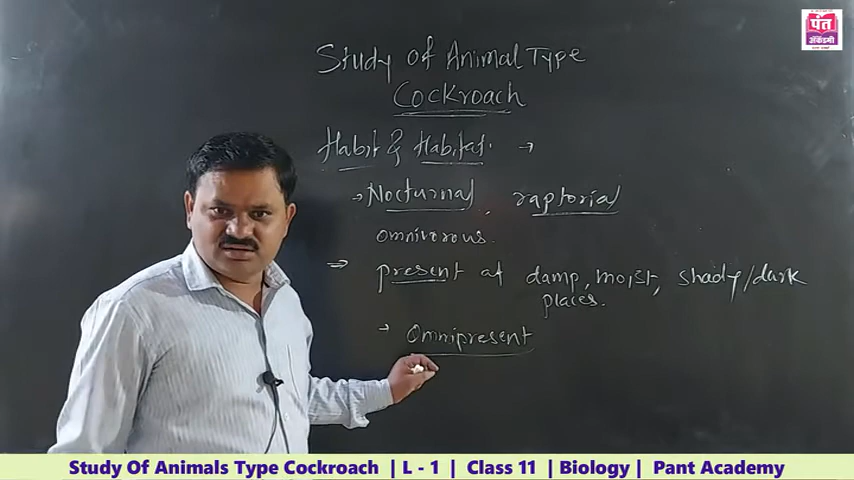 पंत
अॅकॅडमी
Study of Animal Type
Cockroach
Habit & Habitat. →
→ Nocturnal, raptorial
omnivorous.
⇒ present at damp, moist, shady/dark
places.
→ Omnipresent
Study Of Animals Type Cockroach | L - 1 | Class 11 | Biology | Pant Academy